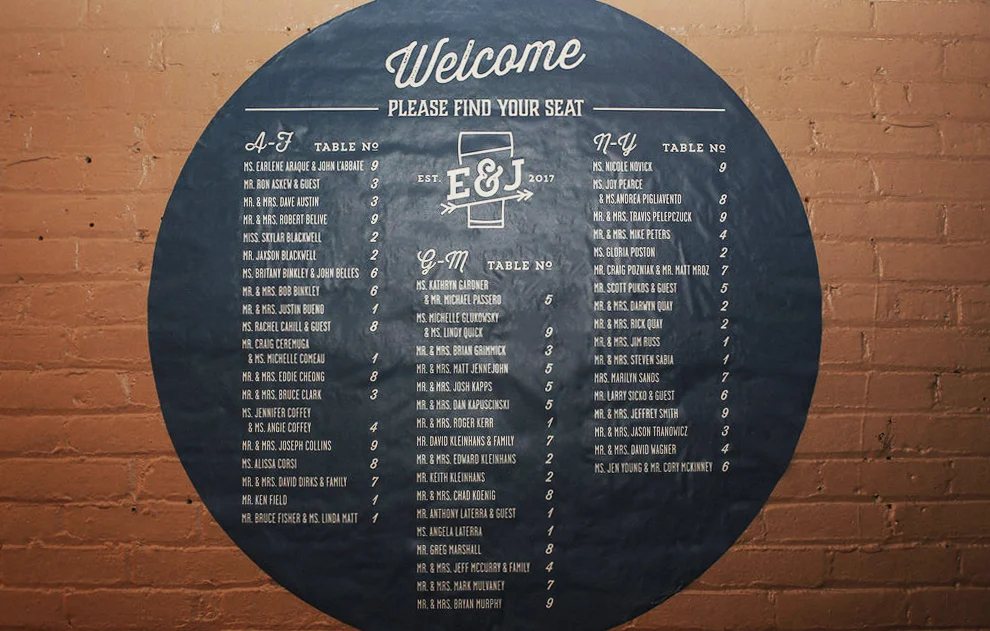 Welcome
PLEASE FIND YOUR SEAT
A-F TABLE Nº
MS. EARLENE ARAQUE & JOHN L'ABBATE 9
MR. RON ASKEW & GUEST 3
MR. & MRS. DAVE AUSTIN 3
MR. & MRS. ROBERT BELIVE 9
MISS. SKYLAR BLACKWELL 2
MR. JAXSON BLACKWELL 2
MS. BRITANY BINKLEY & JOHN BELLES 6
MR. & MRS. BOB BINKLEY 6
MR. & MRS. JUSTIN BUENO 1
MS. RACHEL CAHILL & GUEST 8
MR. CRAIG CEREMUGA
& MS. MICHELLE COMEAU 1
MR. & MRS. EDDIE CHEONG 8
MR. & MRS. BRUCE CLARK 3
MS. JENNIFER COFFEY
& MS. ANGIE COFFEY 4
MR. & MRS. JOSEPH COLLINS 9
MS. ALISSA CORSI 8
MR. & MRS. DAVID DIRKS & FAMILY 7
MR. KEN FIELD 1
MR. BRUCE FISHER & MS. LINDA MATT 1
EST. E&J 2017
G-M TABLE Nº
MS. KATHRYN GARDNER
& MR. MICHAEL PASSERO 5
MS. MICHELLE GLUKOWSKY
& MS. LINDY QUICK 9
MR. & MRS. BRIAN GRIMMICK 3
MR. & MRS. MATT JENNEJOHN 5
MR. & MRS. JOSH KAPPS 5
MR. & MRS. DAN KAPUSCINSKI 5
MR. & MRS. ROGER KERR 1
MR. DAVID KLEINHANS & FAMILY 7
MR. & MRS. EDWARD KLEINHANS 2
MR. KEITH KLEINHANS 2
MR. & MRS. CHAD KOENIG 8
MR. ANTHONY LATERRA & GUEST 1
MS. ANGELA LATERRA 1
MR. GREG MARSHALL 8
MR. & MRS. JEFF MCCURRY & FAMILY 4
MR. & MRS. MARK MULVANEY 7
MR. & MRS. BRYAN MURPHY 9
N-Y TABLE Nº
MS. NICOLE NOVICK 9
MS. JOY PEARCE
& MS.ANDREA PIGLIAVENTO 8
MR. & MRS. TRAVIS PELEPCZUCK 9
MR. & MRS. MIKE PETERS 4
MS. GLORIA POSTON 2
MR. CRAIG POZNIAK & MR. MATT MROZ 7
MR. SCOTT PUKOS & GUEST 5
MR. & MRS. DARWYN QUAY 2
MR. & MRS. RICK QUAY 2
MR. & MRS. JIM RUSS 1
MR. & MRS. STEVEN SABIA 1
MRS. MARILYN SANDS 7
MR. LARRY SICKO & GUEST 6
MR. & MRS. JEFFREY SMITH 9
MR. & MRS. JASON TRANOWICZ 3
MR. & MRS. DAVID WAGNER 4
MS. JEN YOUNG & MR. CORY MCKINNEY 6